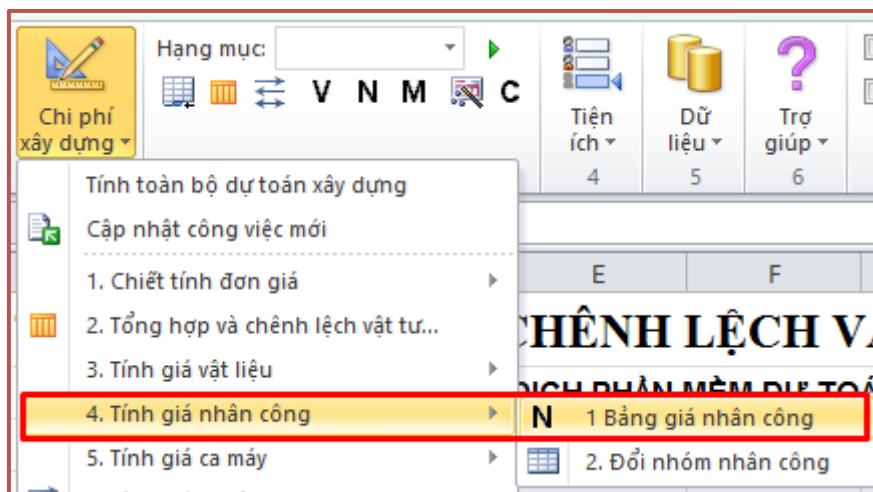 Hạng mục:
V N M C
Chi phí
xây dựng
Tiện
ích
Dữ
liệu
Trợ
giúp
4 5 6
Tính toàn bộ dự toán xây dựng
Cập nhật công việc mới
1. Chiết tính đơn giá
2. Tổng hợp và chênh lệch vật tư...
3. Tính giá vật liệu
4. Tính giá nhân công
5. Tính giá ca máy
N 1 Bảng giá nhân công
2. Đổi nhóm nhân công
E F
CHÊNH LỆCH
PHẦN MỀM DỰ